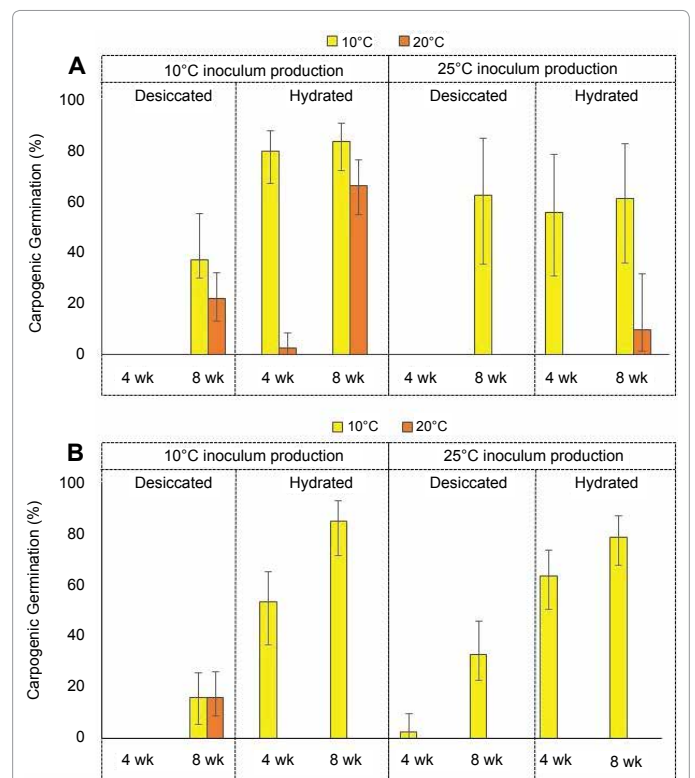 10°C 20°C
A
10°C inoculum production 25°C inoculum production
Desiccated Hydrated Desiccated Hydrated
Carpogenic Germination (%)
100
80
60
40
20
0
4 wk 8 wk 4 wk 8 wk 4 wk 8 wk 4 wk 8 wk
10°C 20°C
B
10°C inoculum production 25°C inoculum production
Desiccated Hydrated Desiccated Hydrated
Carpogenic Germination (%)
100
80
60
40
20
0
4 wk 8 wk 4 wk 8 wk 4 wk 8 wk 4 wk 8 wk